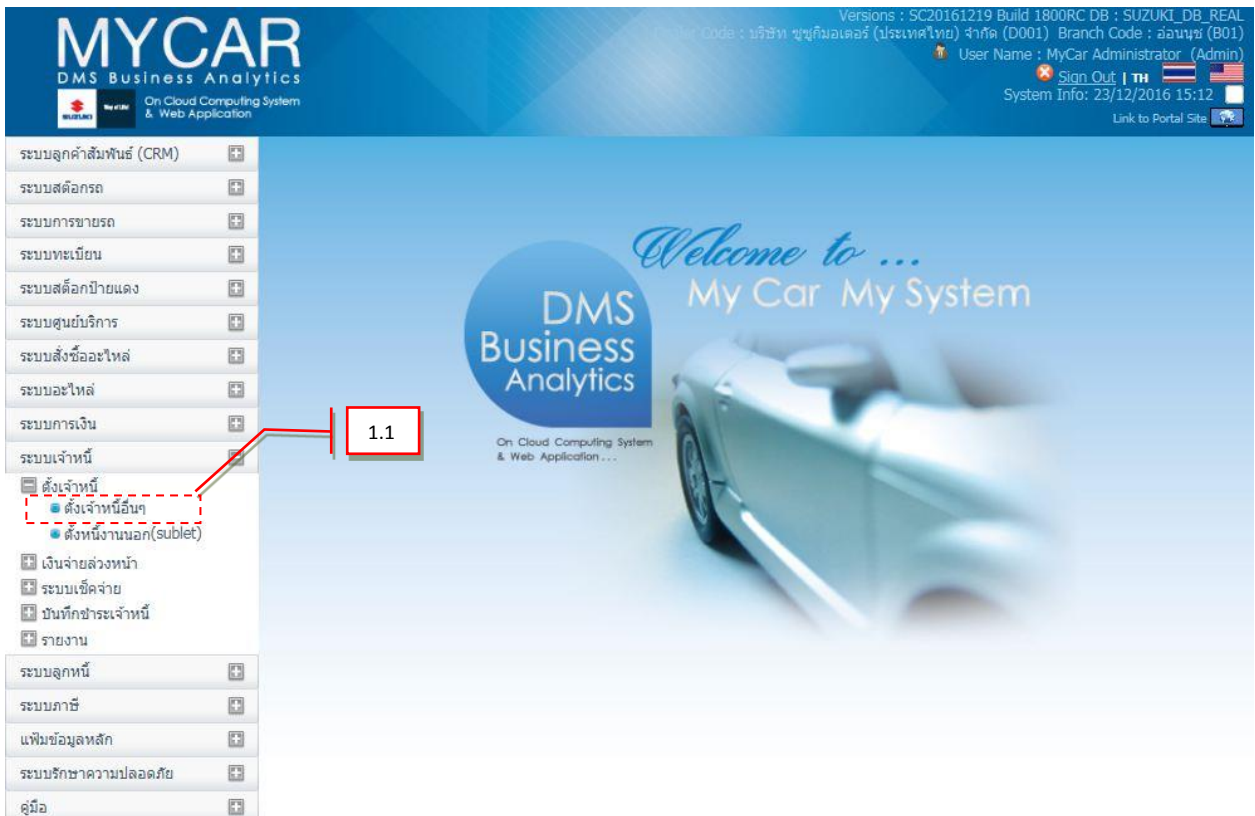 MYCAR
DMS Business Analytics
SUZUKI
Way of Life!
On Cloud Computing System
& Web Application
Versions : SC20161219 Build 1800RC DB : SUZUKI_DB_REAL
Code : บริษัท ซูซูกิมอเตอร์ (ประเทศไทย) จำกัด (D001) Branch Code : อ่อนนุช (B01)
User Name : MyCar Administrator (Admin)
Sign Out | TH
System Info: 23/12/2016 15:12
Link to Portal Site
ระบบลูกค้าสัมพันธ์ (CRM)
ระบบสต๊อกรถ
ระบบการขายรถ
ระบบทะเบียน
ระบบสต๊อกป้ายแดง
ระบบศูนย์บริการ
ระบบสั่งซื้ออะไหล่
ระบบอะไหล่
ระบบการเงิน
ระบบเจ้าหนี้
ตั้งเจ้าหนี้
ตั้งเจ้าหนี้อื่นๆ
ตั้งหนี้งานนอก(sublet)
เงินจ่ายล่วงหน้า
ระบบเช็คจ่าย
บันทึกชำระเจ้าหนี้
รายงาน
ระบบลูกหนี้
ระบบภาษี
แฟ้มข้อมูลหลัก
ระบบรักษาความปลอดภัย
คู่มือ
1.1
Welcome to ...
My Car My System
DMS
Business
Analytics
On Cloud Computing System
& Web Application . . .